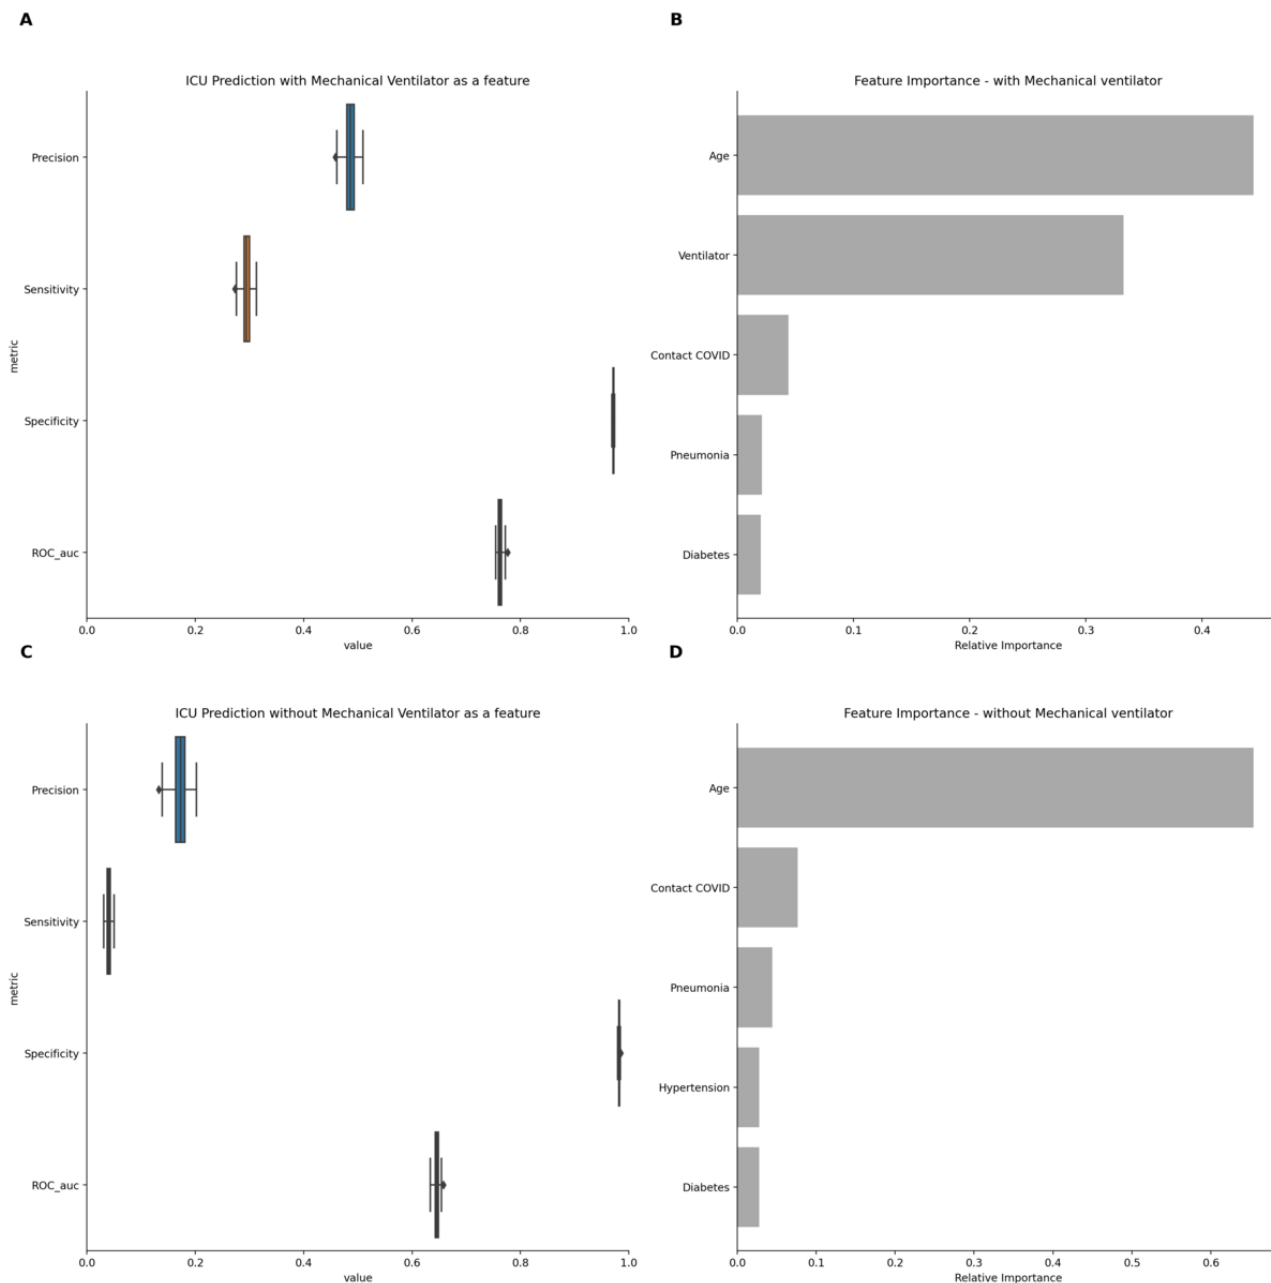 A
ICU Prediction with Mechanical Ventilator as a feature
metric
Precision
Sensitivity
Specificity
ROC_auc
0.0 0.2 0.4 0.6 0.8 1.0
value
B
Feature Importance - with Mechanical ventilator
Age
Ventilator
Contact COVID
Pneumonia
Diabetes
0.0 0.1 0.2 0.3 0.4
Relative Importance
C
ICU Prediction without Mechanical Ventilator as a feature
metric
Precision
Sensitivity
Specificity
ROC_auc
0.0 0.2 0.4 0.6 0.8 1.0
value
D
Feature Importance - without Mechanical ventilator
Age
Contact COVID
Pneumonia
Hypertension
Diabetes
0.0 0.1 0.2 0.3 0.4 0.5 0.6
Relative Importance